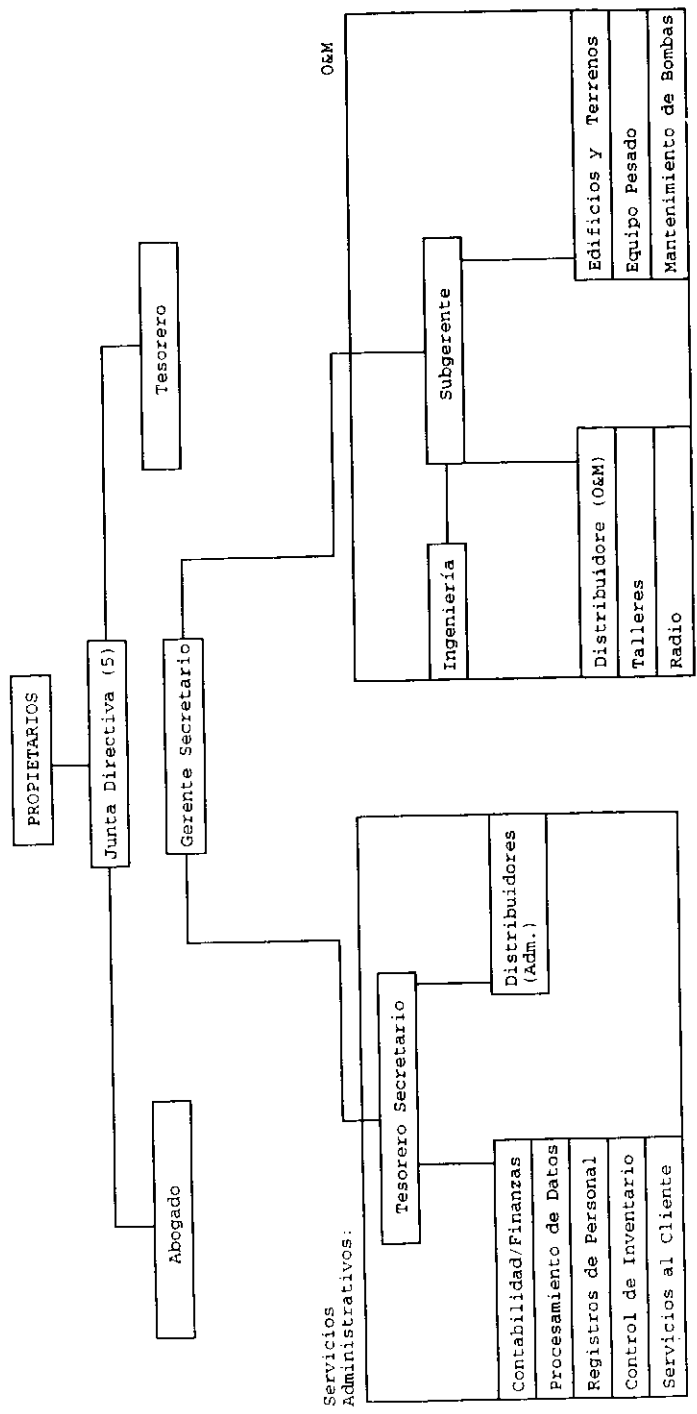 PROPIETARIOS
Junta Directiva (5)
Abogado
Tesorero
Gerente Secretario
Servicios
Administrativos:
Tesorero Secretario
Contabilidad/Finanzas
Procesamiento de Datos
Registros de Personal
Control de Inventario
Servicios al Cliente
Distribuidores
(Adm.)
O&M
Subgerente
Ingeniería
Distribuidore (O&M)
Talleres
Radio
Edificios y Terrenos
Equipo Pesado
Mantenimiento de Bombas